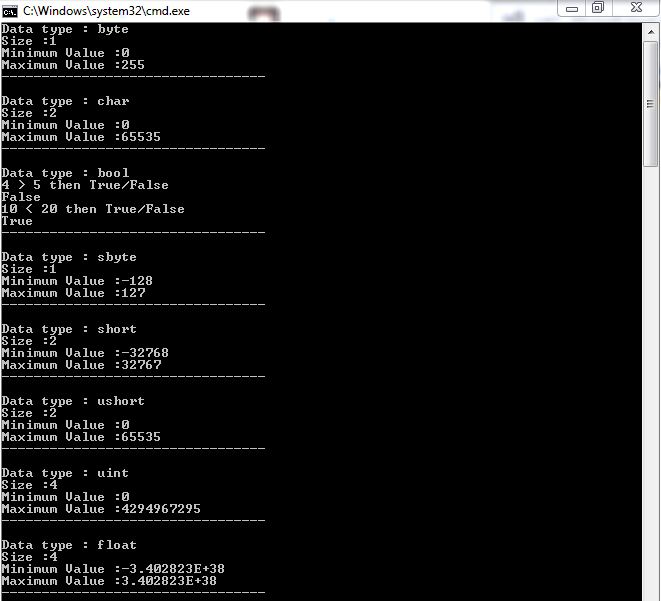 C:\Windows\system32\cmd.exe
Data type : byte
Size :1
Minimum Value :0
Maximum Value :255
---------------------------------
Data type : char
Size :2
Minimum Value :0
Maximum Value :65535
---------------------------------
Data type : bool
4 > 5 then True/False
False
10 < 20 then True/False
True
---------------------------------
Data type : sbyte
Size :1
Minimum Value :-128
Maximum Value :127
---------------------------------
Data type : short
Size :2
Minimum Value :-32768
Maximum Value :32767
---------------------------------
Data type : ushort
Size :2
Minimum Value :0
Maximum Value :65535
---------------------------------
Data type : uint
Size :4
Minimum Value :0
Maximum Value :4294967295
---------------------------------
Data type : float
Size :4
Minimum Value :-3.402823E+38
Maximum Value :3.402823E+38
---------------------------------